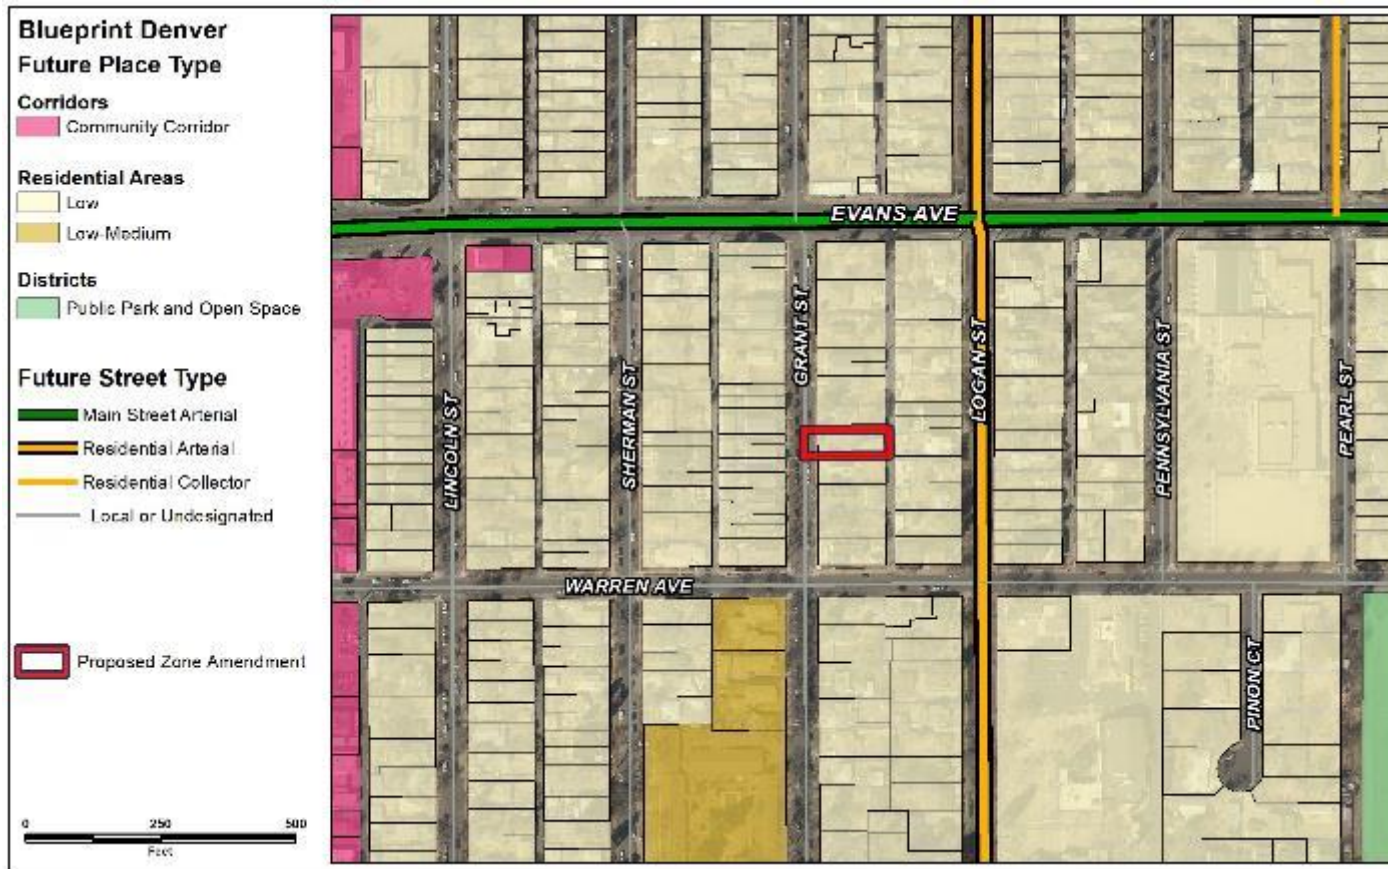 Blueprint Denver
Future Place Type
Corridors
Community Corridor
Residential Areas
Low
Low-Medium
Districts
Public Park and Open Space
Future Street Type
Main Street Arterial
Residential Arterial
Residential Collector
Local or Undesignated
Proposed Zone Amendment
0 250 500
Feet
EVANS AVE
LINCOLN ST
SHERMAN ST
GRANT ST
LOGAN ST
PENNSYLVANIA ST
PEARL ST
WARREN AVE
PINON CT